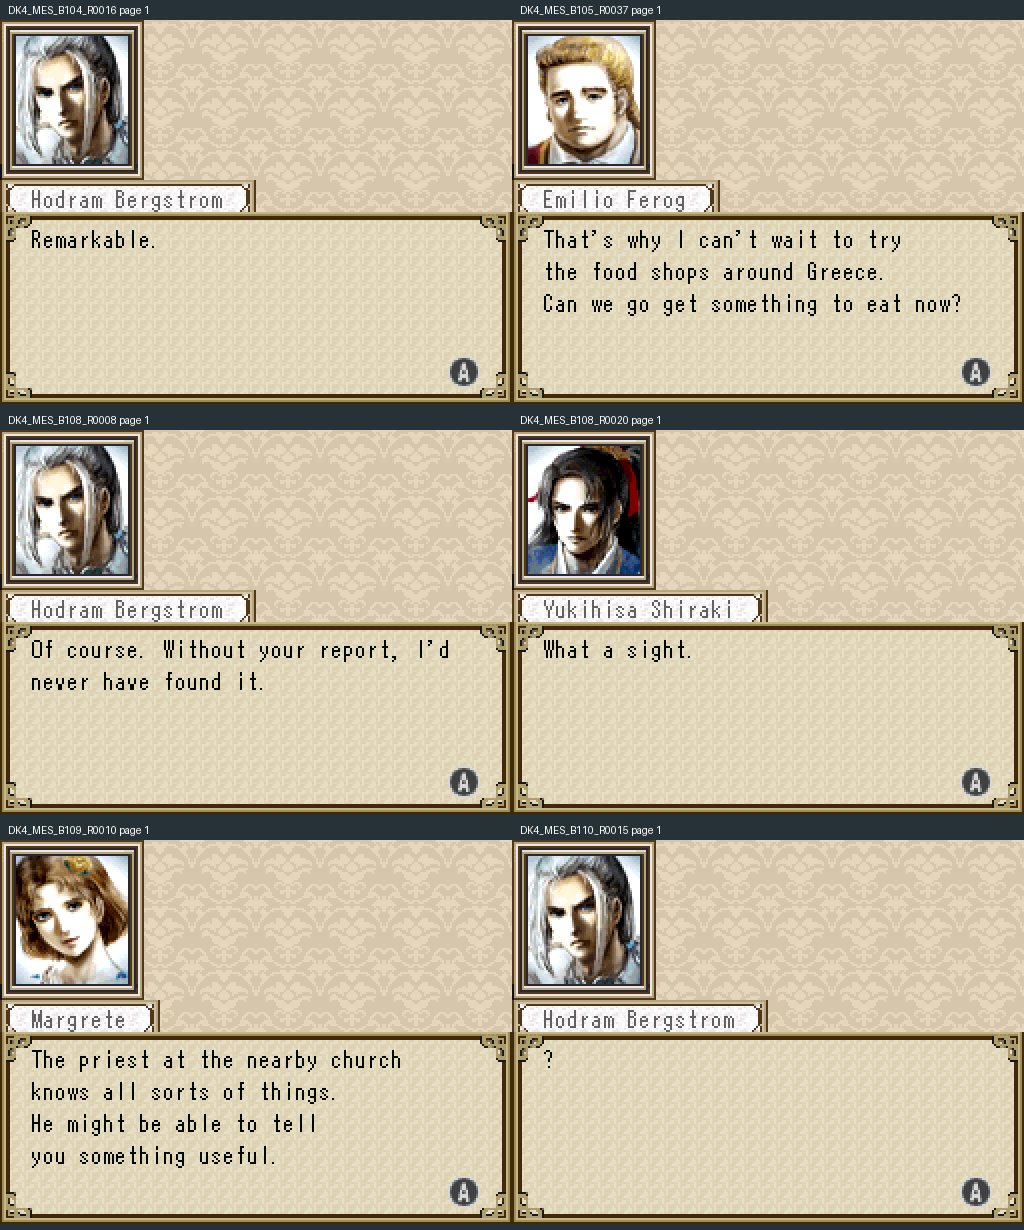 DK4_MES_B104_R0016 page 1
Hodram Bergstrom
Remarkable.
A
DK4_MES_B105_R0037 page 1
Emilio Ferog
That's why I can't wait to try
the food shops around Greece.
Can we go get something to eat now?
A
DK4_MES_B108_R0008 page 1
Hodram Bergstrom
Of course. Without your report, I'd
never have found it.
A
DK4_MES_B108_R0020 page 1
Yukihisa Shiraki
What a sight.
A
DK4_MES_B109_R0010 page 1
Margrete
The priest at the nearby church
knows all sorts of things.
He might be able to tell
you something useful.
A
DK4_MES_B110_R0015 page 1
Hodram Bergstrom
?
A